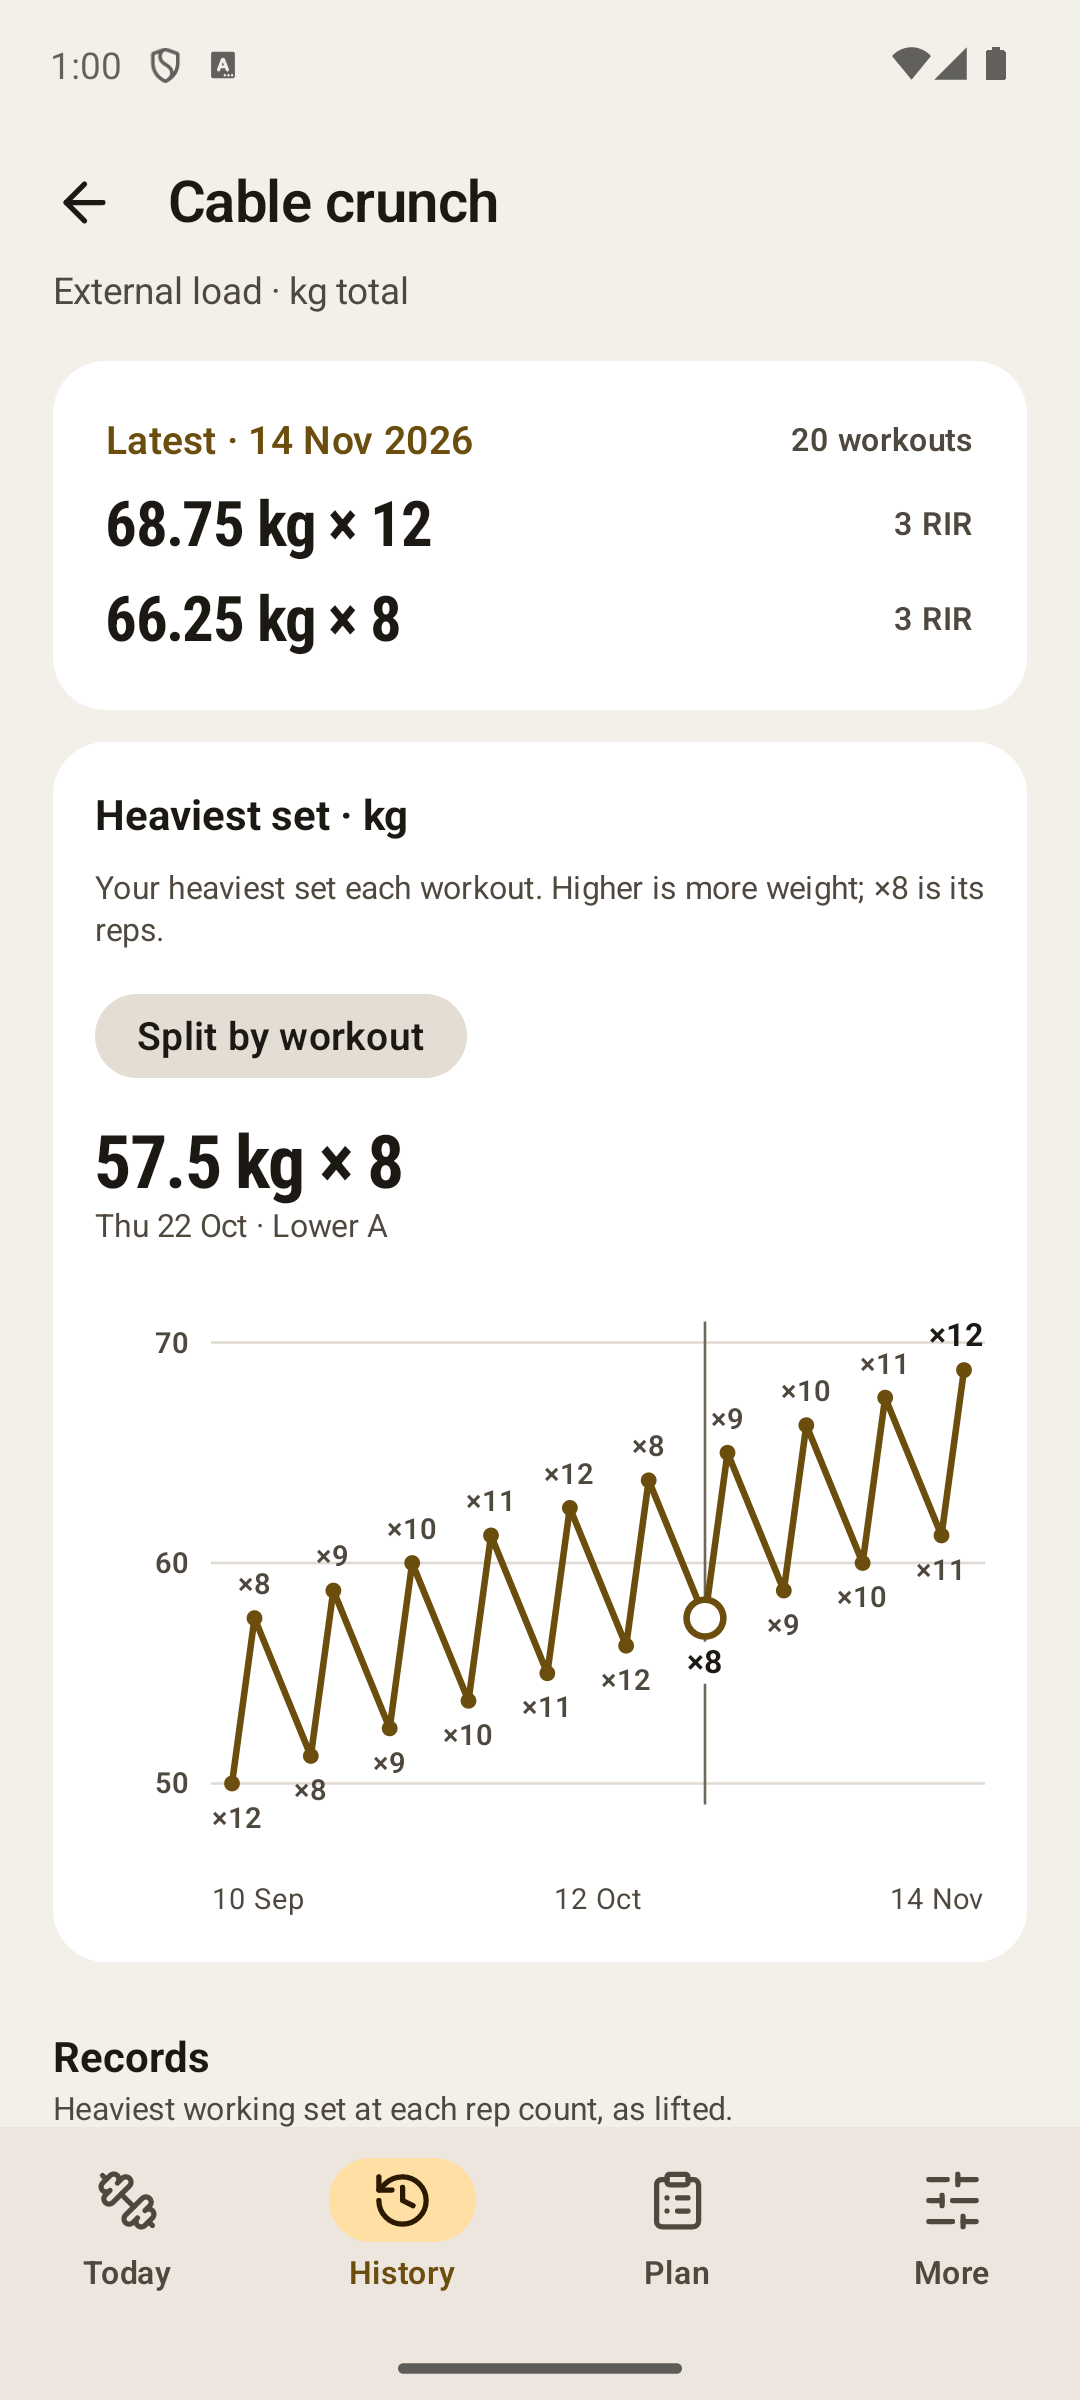 1:00
Cable crunch
External load · kg total
Latest · 14 Nov 2026
20 workouts
68.75 kg × 12
3 RIR
66.25 kg × 8
3 RIR
Heaviest set · kg
Your heaviest set each workout. Higher is more weight; ×8 is its
reps.
Split by workout
57.5 kg × 8
Thu 22 Oct · Lower A
70
60
50
×12
×8
×8
×9
×9
×10
×10
×11
×11
×12
×12
×8
×8
×9
×9
×10
×10
×11
×11
×12
10 Sep
12 Oct
14 Nov
Records
Heaviest working set at each rep count, as lifted.
Today
History
Plan
More